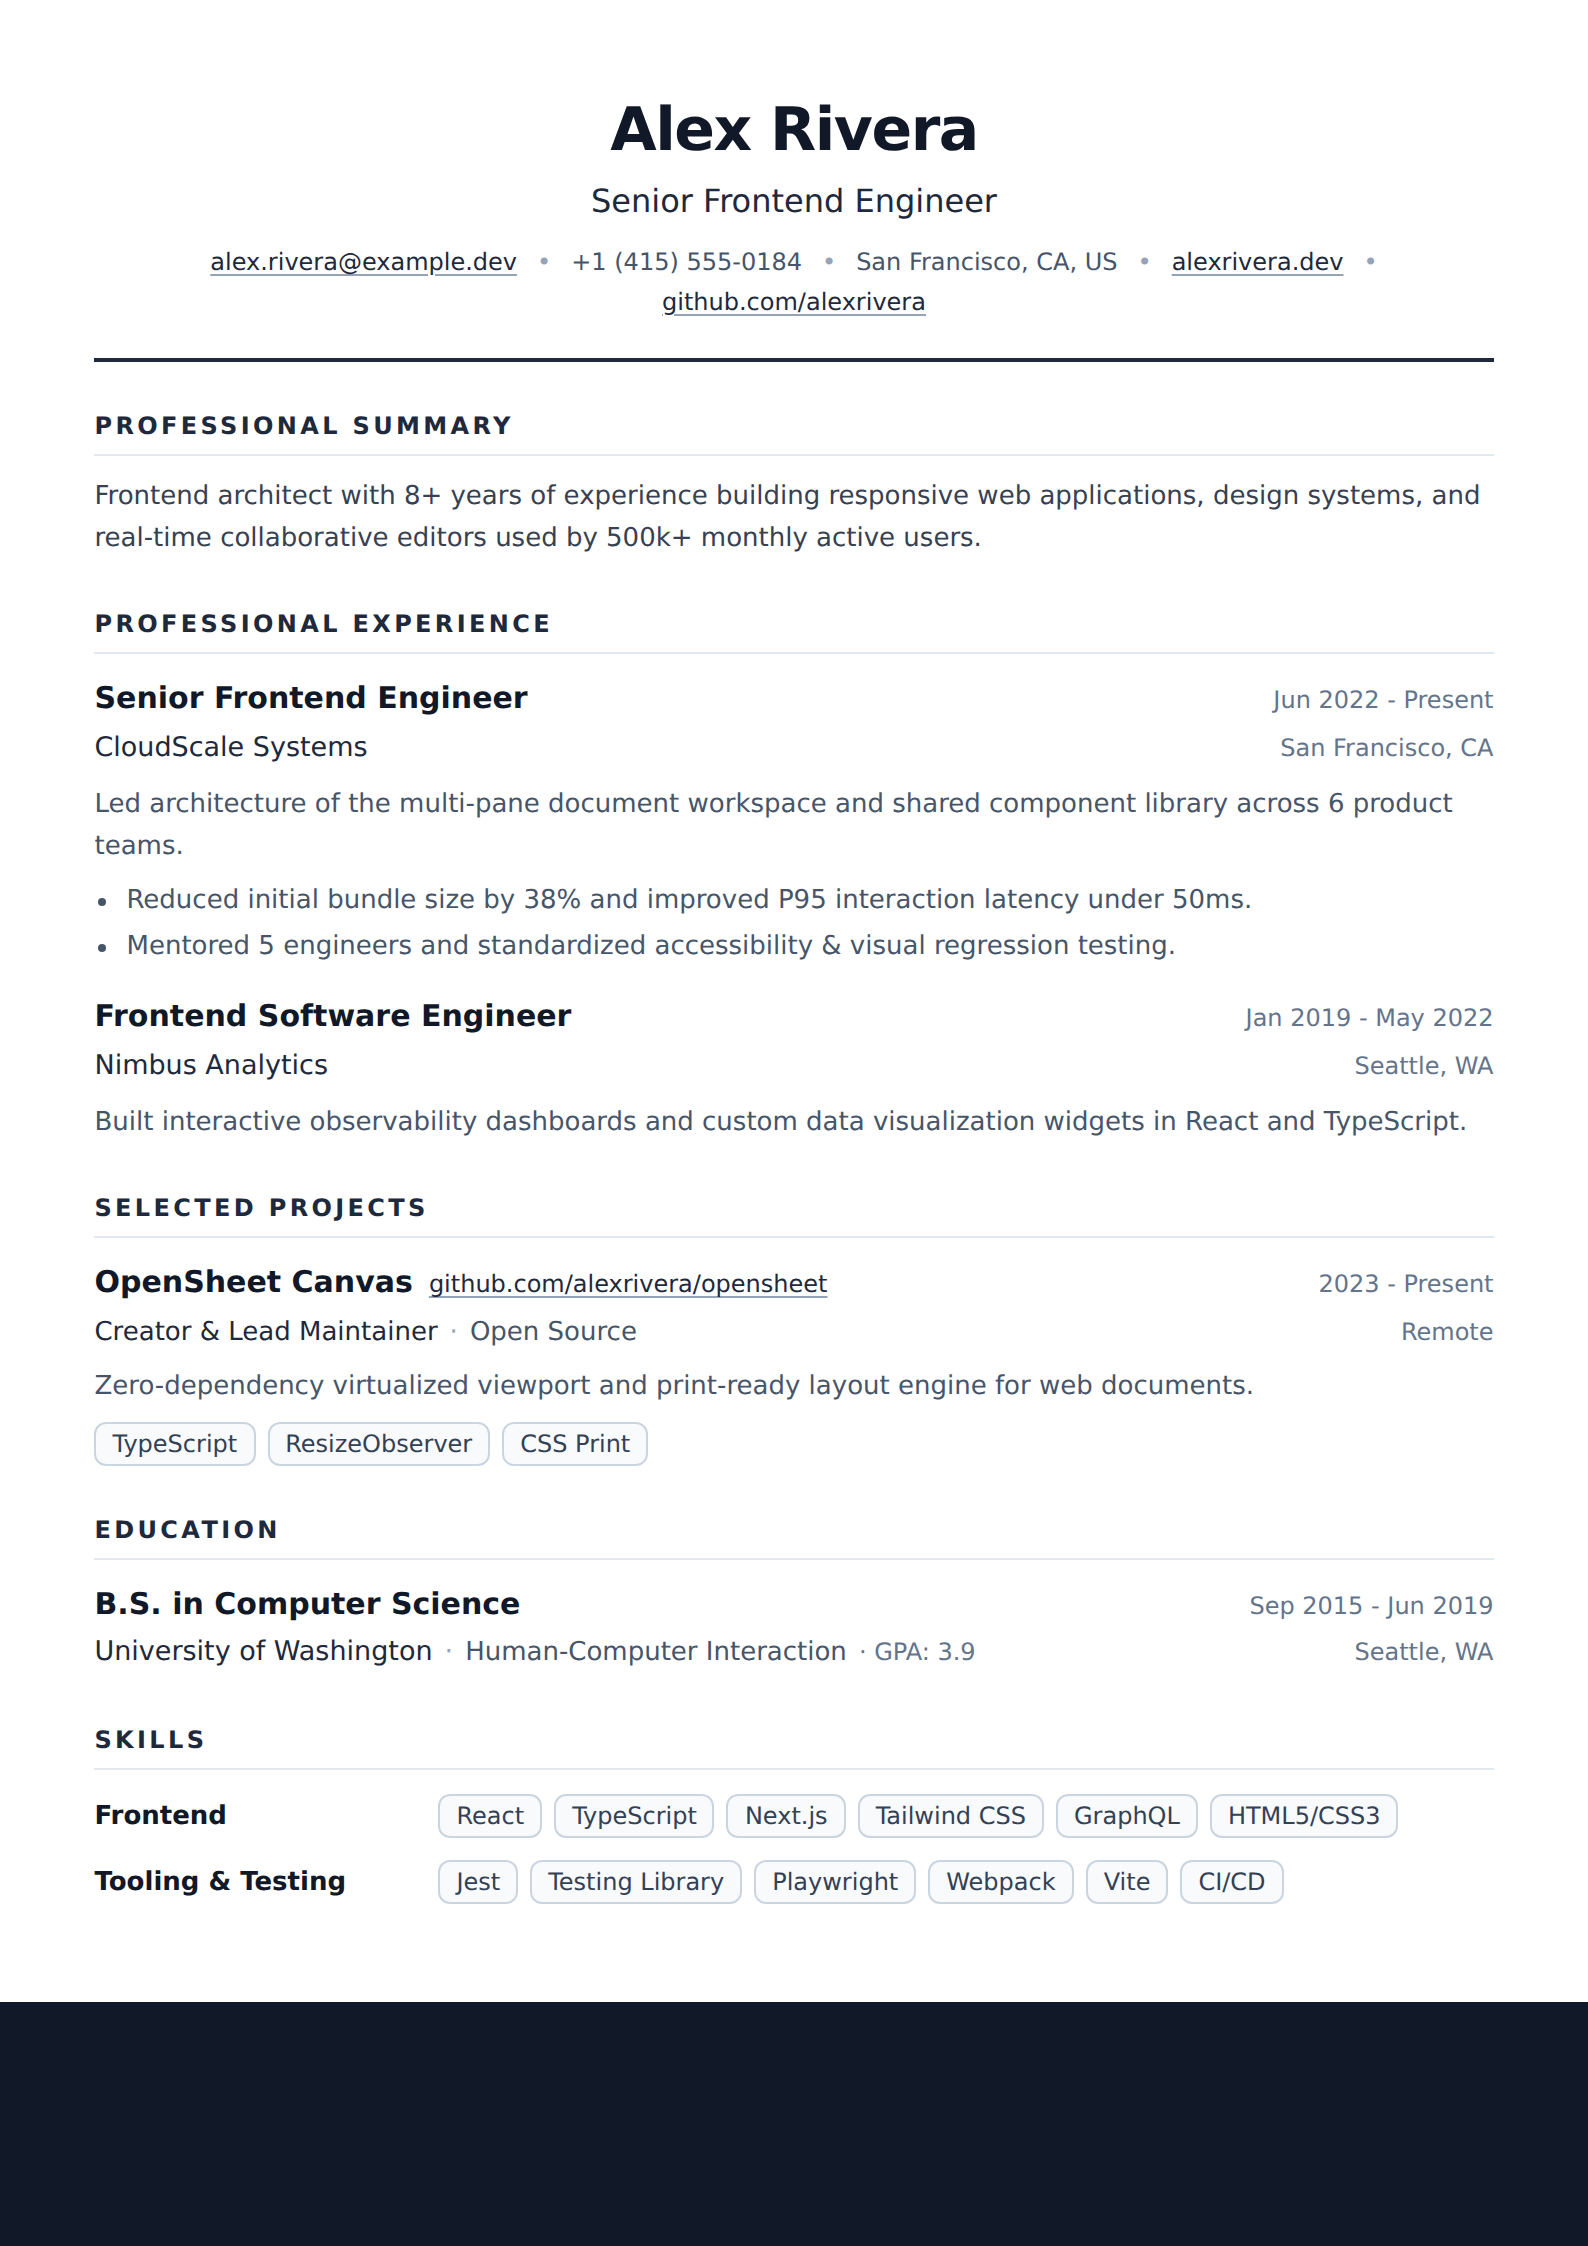 Alex Rivera
Senior Frontend Engineer
alex.rivera@example.dev • +1 (415) 555-0184 • San Francisco, CA, US • alexrivera.dev •
github.com/alexrivera
PROFESSIONAL SUMMARY
Frontend architect with 8+ years of experience building responsive web applications, design systems, and
real-time collaborative editors used by 500k+ monthly active users.
PROFESSIONAL EXPERIENCE
Senior Frontend Engineer Jun 2022 - Present
CloudScale Systems San Francisco, CA
Led architecture of the multi-pane document workspace and shared component library across 6 product
teams.
• Reduced initial bundle size by 38% and improved P95 interaction latency under 50ms.
• Mentored 5 engineers and standardized accessibility & visual regression testing.
Frontend Software Engineer Jan 2019 - May 2022
Nimbus Analytics Seattle, WA
Built interactive observability dashboards and custom data visualization widgets in React and TypeScript.
SELECTED PROJECTS
OpenSheet Canvas github.com/alexrivera/opensheet 2023 - Present
Creator & Lead Maintainer · Open Source Remote
Zero-dependency virtualized viewport and print-ready layout engine for web documents.
TypeScript ResizeObserver CSS Print
EDUCATION
B.S. in Computer Science Sep 2015 - Jun 2019
University of Washington · Human-Computer Interaction · GPA: 3.9 Seattle, WA
SKILLS
Frontend React TypeScript Next.js Tailwind CSS GraphQL HTML5/CSS3
Tooling & Testing Jest Testing Library Playwright Webpack Vite CI/CD